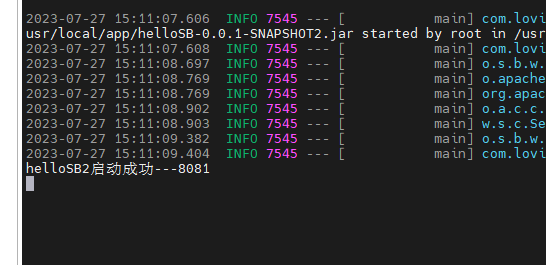 2023-07-27 15:11:07.606  INFO 7545 --- [           main] com.lovi
usr/local/app/helloSB-0.0.1-SNAPSHOT2.jar started by root in /usr
2023-07-27 15:11:07.608  INFO 7545 --- [           main] com.lovi
2023-07-27 15:11:08.697  INFO 7545 --- [           main] o.s.b.w.
2023-07-27 15:11:08.769  INFO 7545 --- [           main] o.apache
2023-07-27 15:11:08.769  INFO 7545 --- [           main] org.apac
2023-07-27 15:11:08.902  INFO 7545 --- [           main] o.a.c.c.
2023-07-27 15:11:08.903  INFO 7545 --- [           main] w.s.c.Se
2023-07-27 15:11:09.382  INFO 7545 --- [           main] o.s.b.w.
2023-07-27 15:11:09.404  INFO 7545 --- [           main] com.lovi
helloSB2启动成功---8081